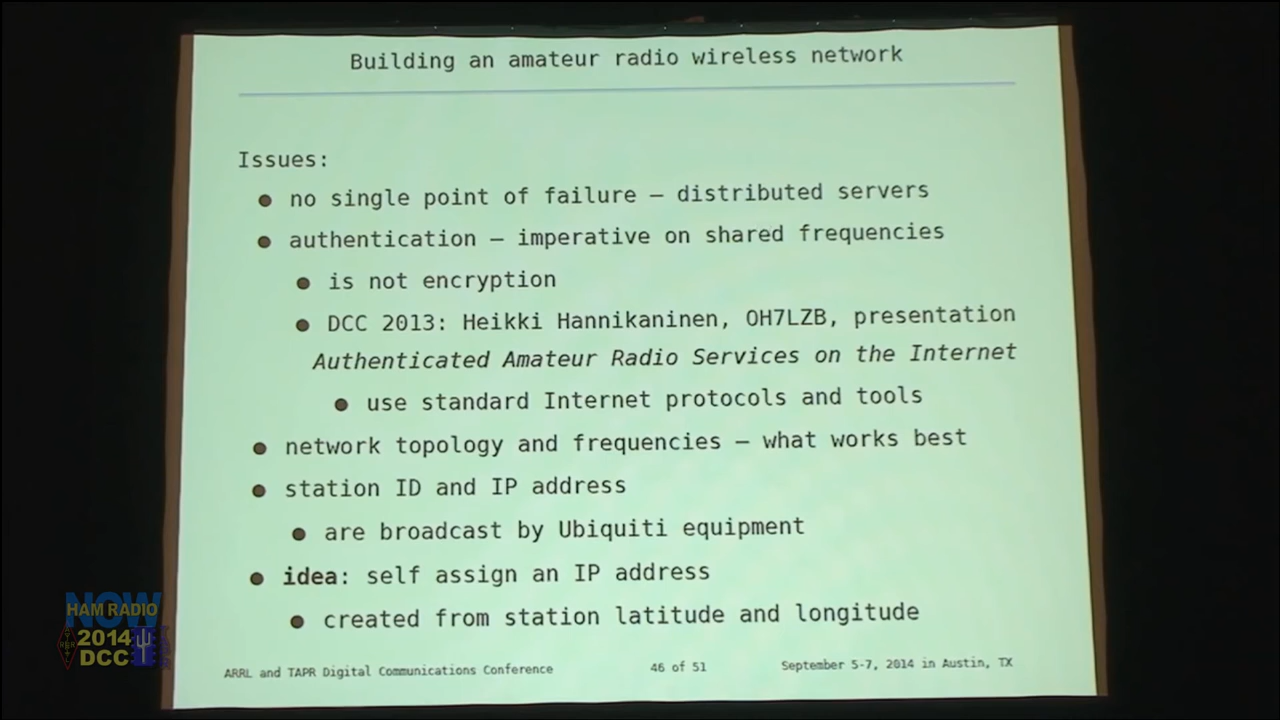 Building an amateur radio wireless network
Issues:
● no single point of failure – distributed servers
● authentication – imperative on shared frequencies
● is not encryption
● DCC 2013: Heikki Hannikaninen, OH7LZB, presentation
Authenticated Amateur Radio Services on the Internet
● use standard Internet protocols and tools
● network topology and frequencies – what works best
● station ID and IP address
● are broadcast by Ubiquiti equipment
● idea: self assign an IP address
● created from station latitude and longitude
ARRL and TAPR Digital Communications Conference 46 of 51 September 5-7, 2014 in Austin, TX
NOW
HAM RADIO
2014
DCC